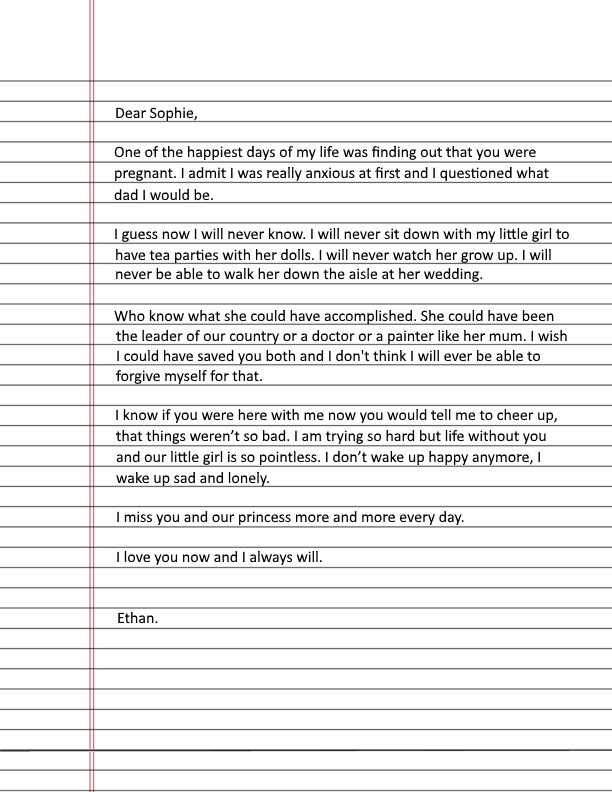 Dear Sophie,
One of the happiest days of my life was finding out that you were
pregnant. I admit I was really anxious at first and I questioned what
dad I would be.
I guess now I will never know. I will never sit down with my little girl to
have tea parties with her dolls. I will never watch her grow up. I will
never be able to walk her down the aisle at her wedding.
Who know what she could have accomplished. She could have been
the leader of our country or a doctor or a painter like her mum. I wish
I could have saved you both and I don't think I will ever be able to
forgive myself for that.
I know if you were here with me now you would tell me to cheer up,
that things weren’t so bad. I am trying so hard but life without you
and our little girl is so pointless. I don’t wake up happy anymore, I
wake up sad and lonely.
I miss you and our princess more and more every day.
I love you now and I always will.
Ethan.